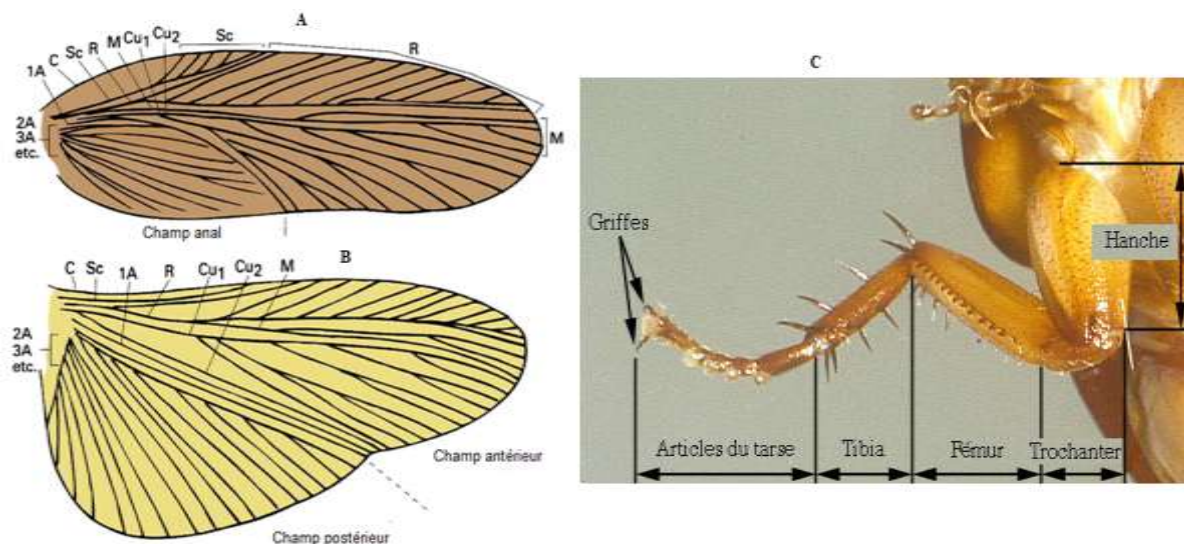 A
C Sc R M Cu1 Cu2
1A
Sc
R
2A
3A
etc.
M
Champ anal
B
C Sc 1A R Cu1 Cu2 M
2A
3A
etc.
Champ antérieur
Champ postérieur
C
Griffes
Hanche
Articles du tarse
Tibia
Fémur
Trochanter